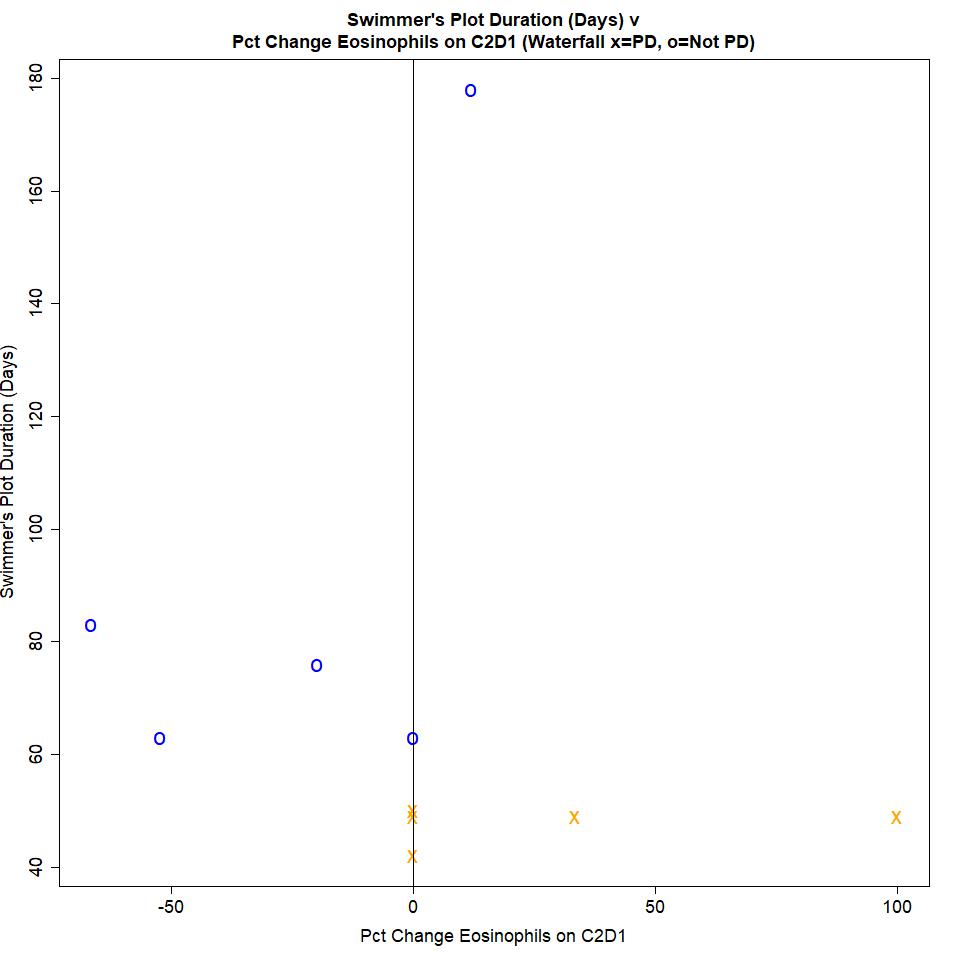 Swimmer's Plot Duration (Days) v
Pct Change Eosinophils on C2D1 (Waterfall x=PD, o=Not PD)
Swimmer's Plot Duration (Days)
180
160
140
120
100
80
60
40
O
O
O
O
O
X
X
X
X
X
-50
0
50
100
Pct Change Eosinophils on C2D1